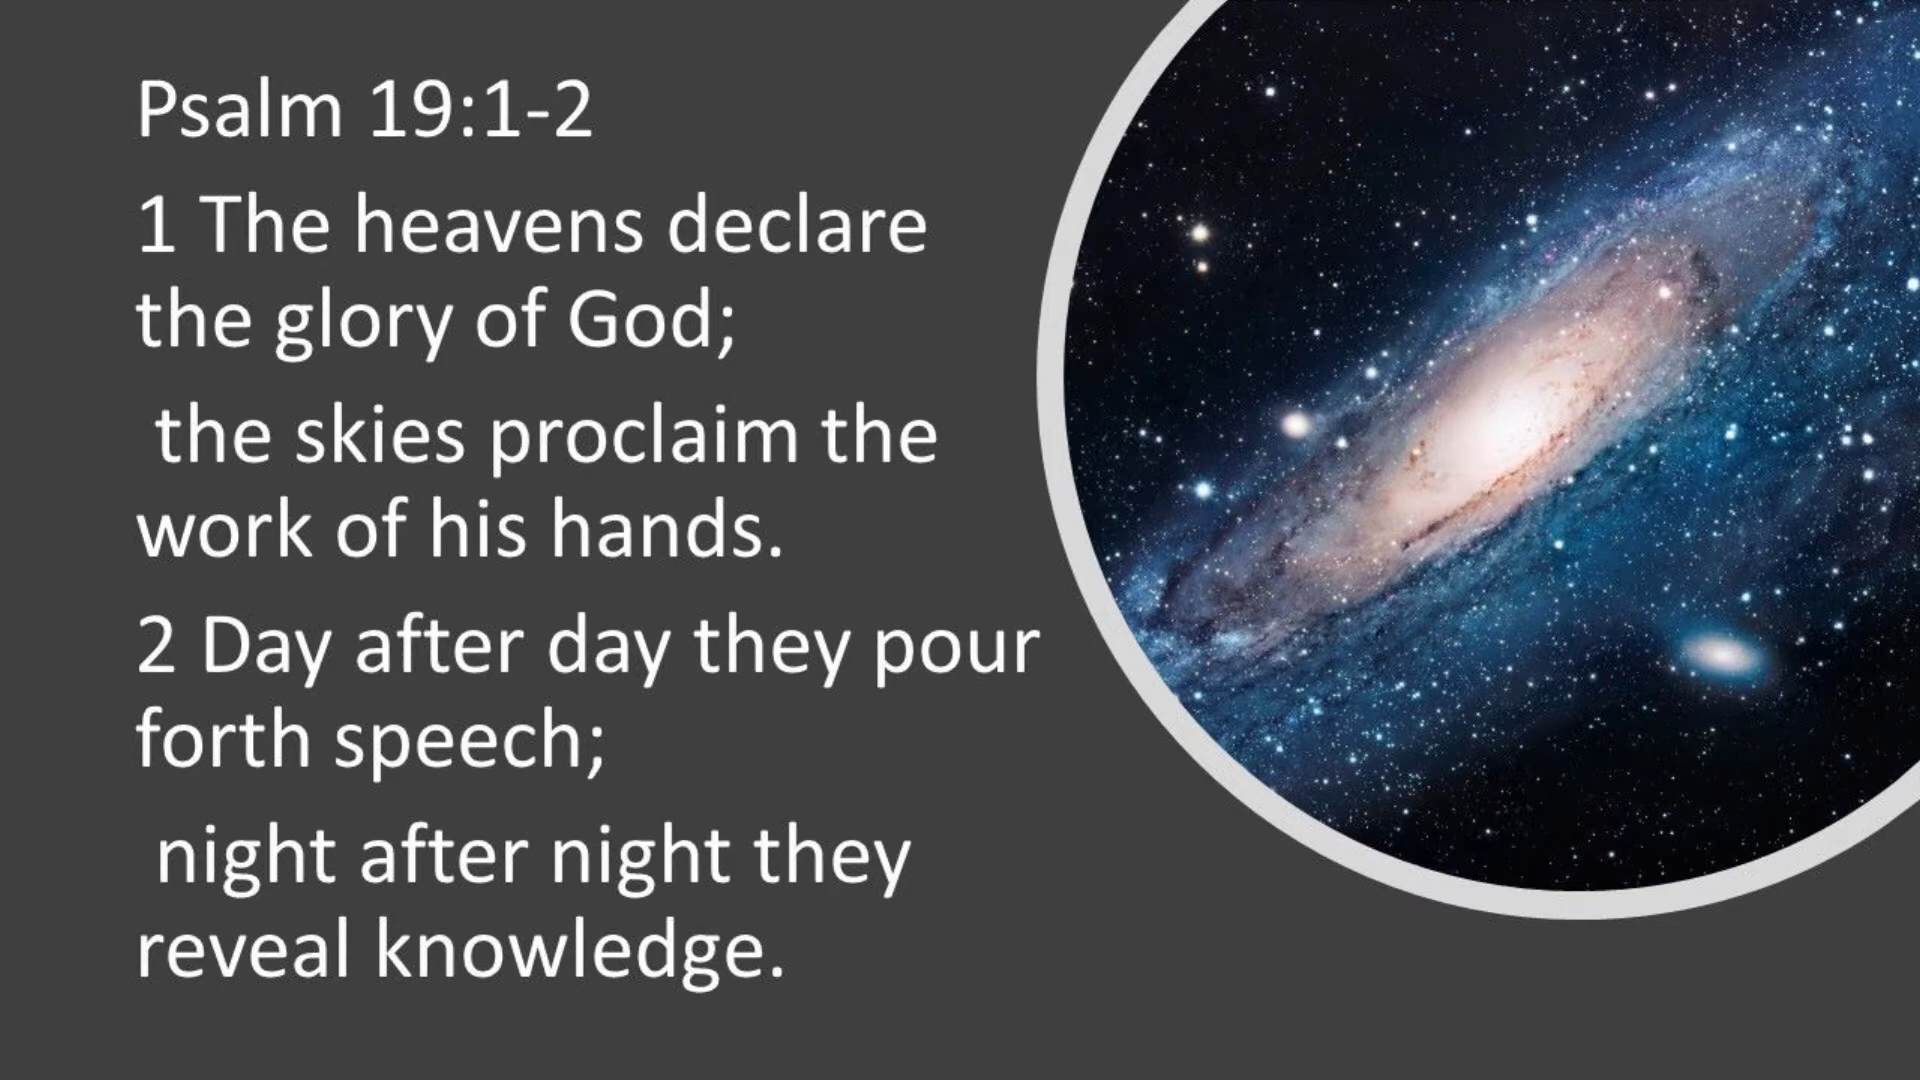 Psalm 19:1-2
1 The heavens declare
the glory of God;
the skies proclaim the
work of his hands.
2 Day after day they pour
forth speech;
night after night they
reveal knowledge.